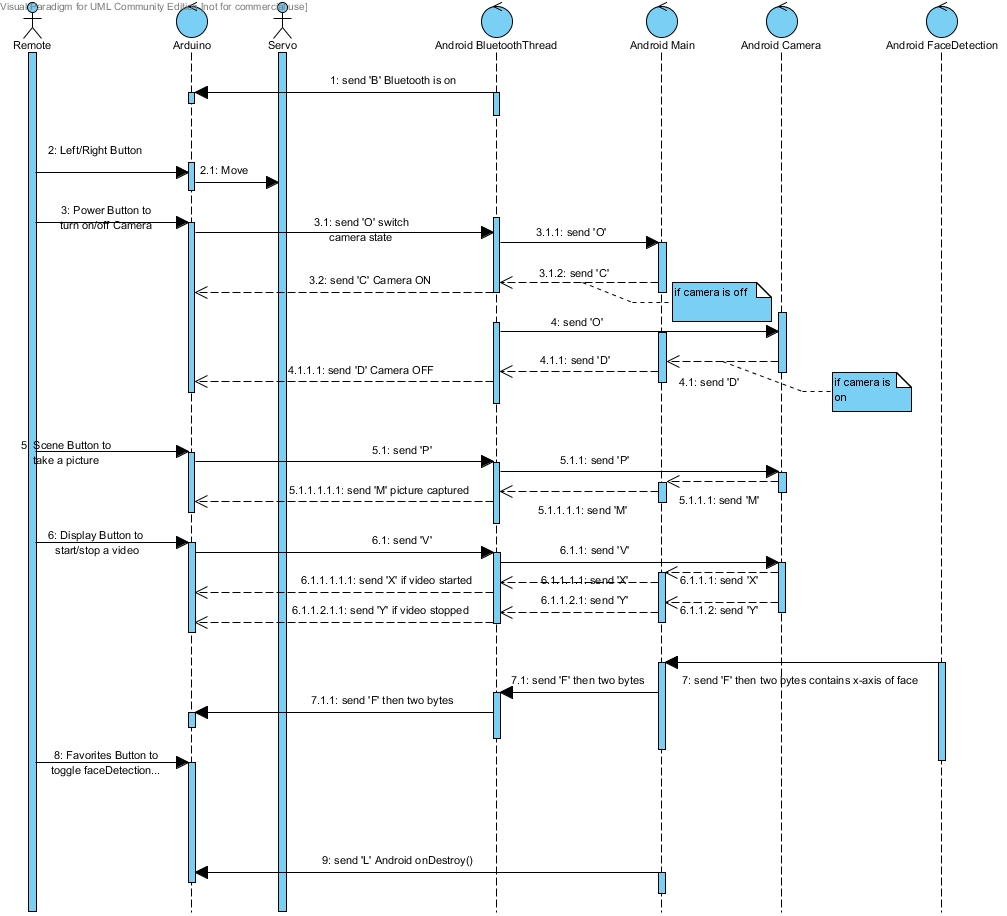 Visual Paradigm for UML Community Edition [not for commercial use]
Remote
Arduino
Servo
Android BluetoothThread
Android Main
Android Camera
Android FaceDetection
1: send 'B' Bluetooth is on
2: Left/Right Button
2.1: Move
3: Power Button to
turn on/off Camera
3.1: send 'O' switch
camera state
3.1.1: send 'O'
3.1.2: send 'C'
3.2: send 'C' Camera ON
if camera is off
4: send 'O'
4.1.1: send 'D'
4.1.1.1: send 'D' Camera OFF
4.1: send 'D'
if camera is
on
5: Scene Button to
take a picture
5.1: send 'P'
5.1.1: send 'P'
5.1.1.1.1.1: send 'M' picture captured
5.1.1.1: send 'M'
5.1.1.1.1: send 'M'
6: Display Button to
start/stop a video
6.1: send 'V'
6.1.1: send 'V'
6.1.1.1.1.1: send 'X' if video started
6.1.1.1.1: send 'X'
6.1.1.1: send 'X'
6.1.1.2.1: send 'Y'
6.1.1.2.1.1: send 'Y' if video stopped
6.1.1.2: send 'Y'
7.1: send 'F' then two bytes
7: send 'F' then two bytes contains x-axis of face
7.1.1: send 'F' then two bytes
8: Favorites Button to
toggle faceDetection...
9: send 'L' Android onDestroy()